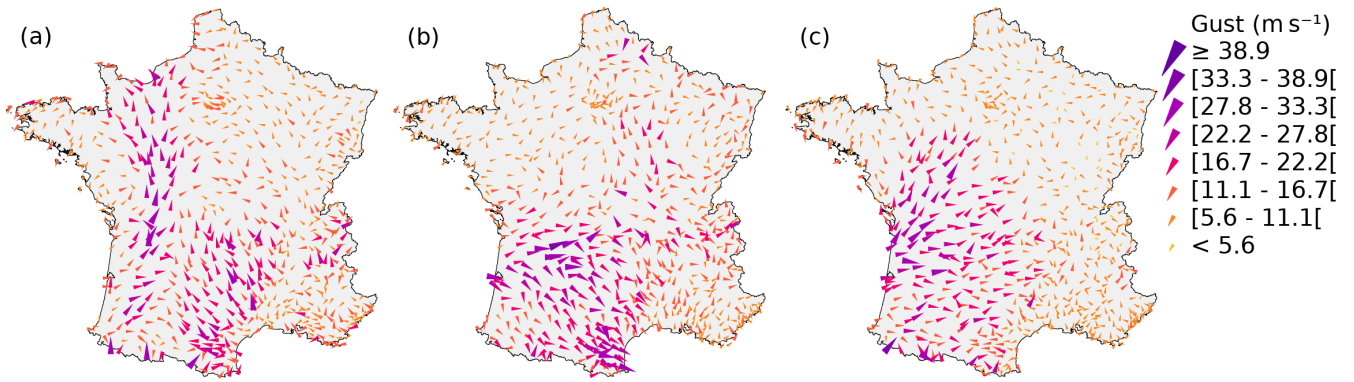 (a)
(b)
(c)
Gust (m s⁻¹)
≥ 38.9
[33.3 - 38.9[
[27.8 - 33.3[
[22.2 - 27.8[
[16.7 - 22.2[
[11.1 - 16.7[
[5.6 - 11.1[
< 5.6